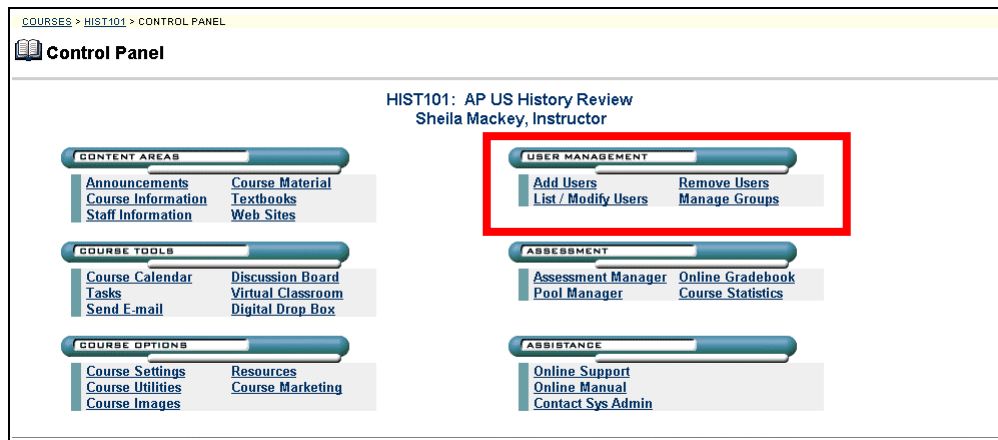 COURSES > HIST101 > CONTROL PANEL
Control Panel
HIST101: AP US History Review
Sheila Mackey, Instructor
CONTENT AREAS
Announcements Course Material
Course Information Textbooks
Staff Information Web Sites
USER MANAGEMENT
Add Users Remove Users
List / Modify Users Manage Groups
COURSE TOOLS
Course Calendar Discussion Board
Tasks Virtual Classroom
Send E-mail Digital Drop Box
ASSESSMENT
Assessment Manager Online Gradebook
Pool Manager Course Statistics
COURSE OPTIONS
Course Settings Resources
Course Utilities Course Marketing
Course Images
ASSISTANCE
Online Support
Online Manual
Contact Sys Admin